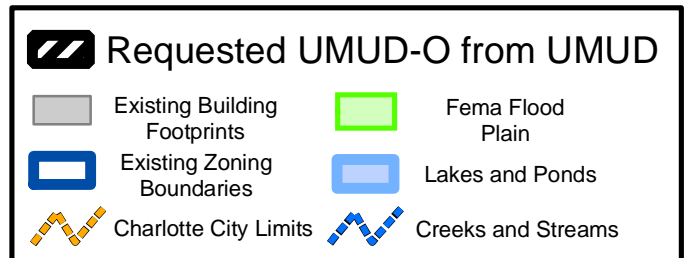 Requested UMUD-O from UMUD
Existing Building
Footprints
Fema Flood
Plain
Existing Zoning
Boundaries
Lakes and Ponds
Charlotte City Limits
Creeks and Streams